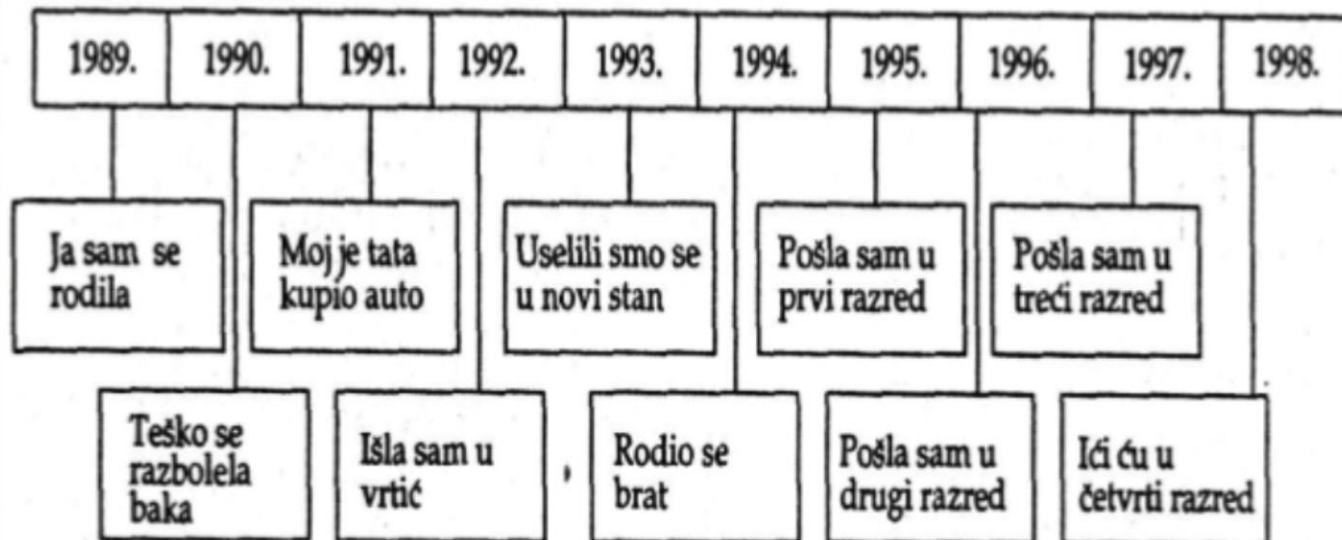 1989. 1990. 1991. 1992. 1993. 1994. 1995. 1996. 1997. 1998.
Ja sam se
rodila
Moj je tata
kupio auto
Uselili smo se
u novi stan
Pošla sam u
prvi razred
Pošla sam u
treći razred
Teško se
razbolela
baka
Išla sam u
vrtić
Rodio se
brat
Pošla sam u
drugi razred
Ići ću u
četvrti razred